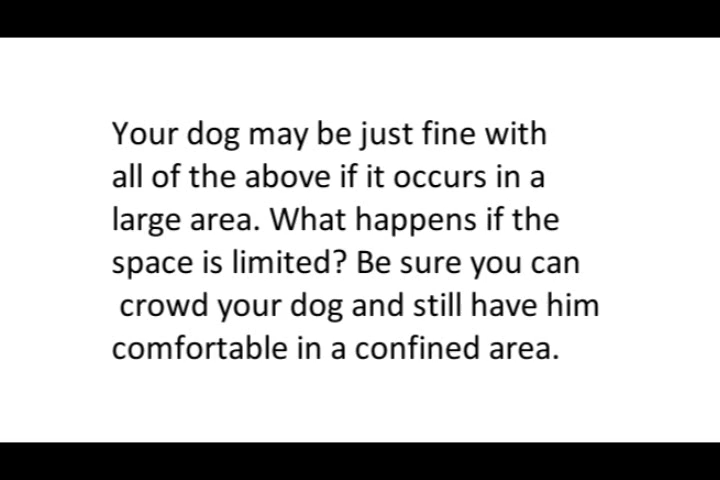 Your dog may be just fine with
all of the above if it occurs in a
large area. What happens if the
space is limited? Be sure you can
crowd your dog and still have him
comfortable in a confined area.